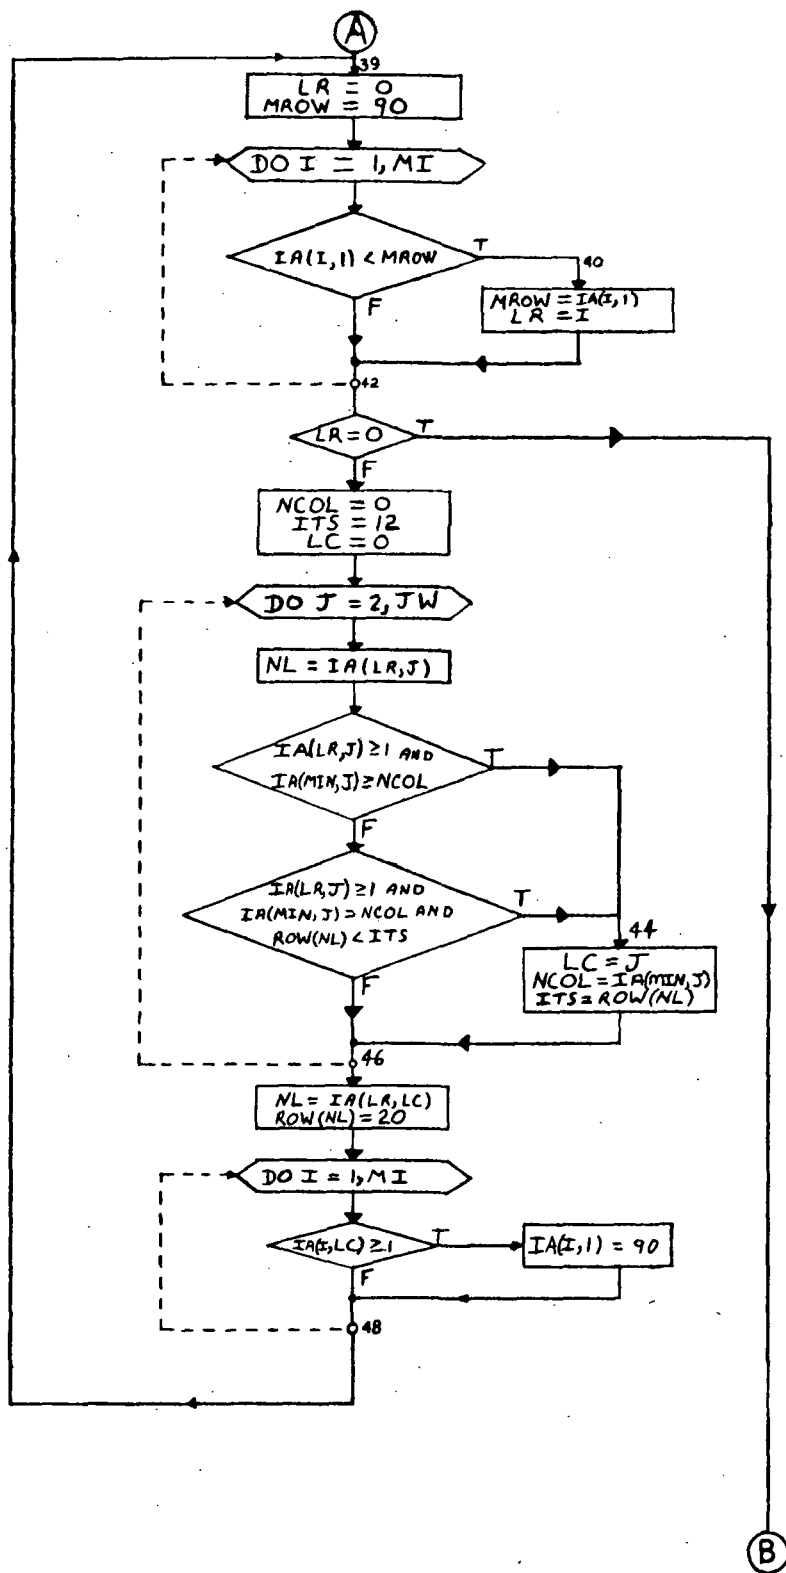 A
39
LR = 0
MROW = 90
DO I = 1, MI
IA(I,1) < MROW
T
40
F
MROW = IA(I,1)
LR = I
42
LR = 0
T
F
NCOL = 0
ITS = 12
LC = 0
DO J = 2, JW
NL = IA(LR,J)
IA(LR,J) ≥ 1 AND
IA(MIN,J) ≥ NCOL
T
F
IA(LR,J) ≥ 1 AND
IA(MIN,J) = NCOL AND
ROW(NL) < ITS
T
44
F
LC = J
NCOL = IA(MIN,J)
ITS = ROW(NL)
46
NL = IA(LR,LC)
ROW(NL) = 20
DO I = 1, MI
IA(I,LC) ≥ 1
T
IA(I,1) = 90
F
48
B